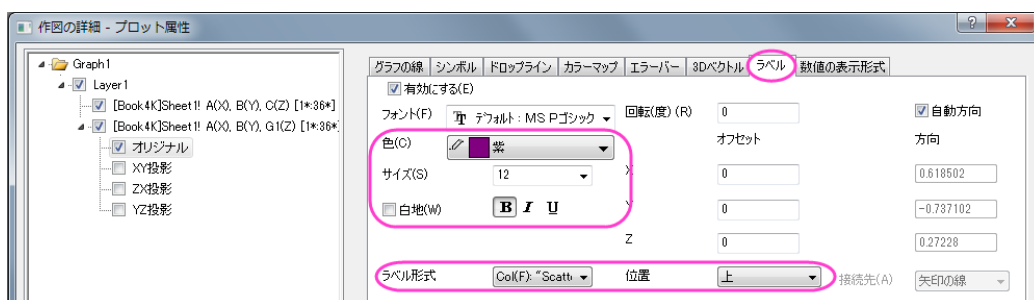 作図の詳細 - プロット属性
Graph1
Layer1
[Book4K]Sheet1! A(X), B(Y), C(Z) [1*:36*]
[Book4K]Sheet1! A(X), B(Y), G1(Z) [1*:36*]
オリジナル
XY投影
ZX投影
YZ投影
グラフの線 シンボル ドロップライン カラーマップ エラーバー 3Dベクトル ラベル 数値の表示形式
有効にする(E)
フォント(F) デフォルト: MS Pゴシック 回転(度) (R) 0 自動方向
色(C) 紫 オフセット 方向
サイズ(S) 12 X 0 0.618502
白地(W) B I U Y 0 -0.737102
Z 0 0.27228
ラベル形式 Col(F): "Scatt 位置 上 接続先(A) 矢印の線